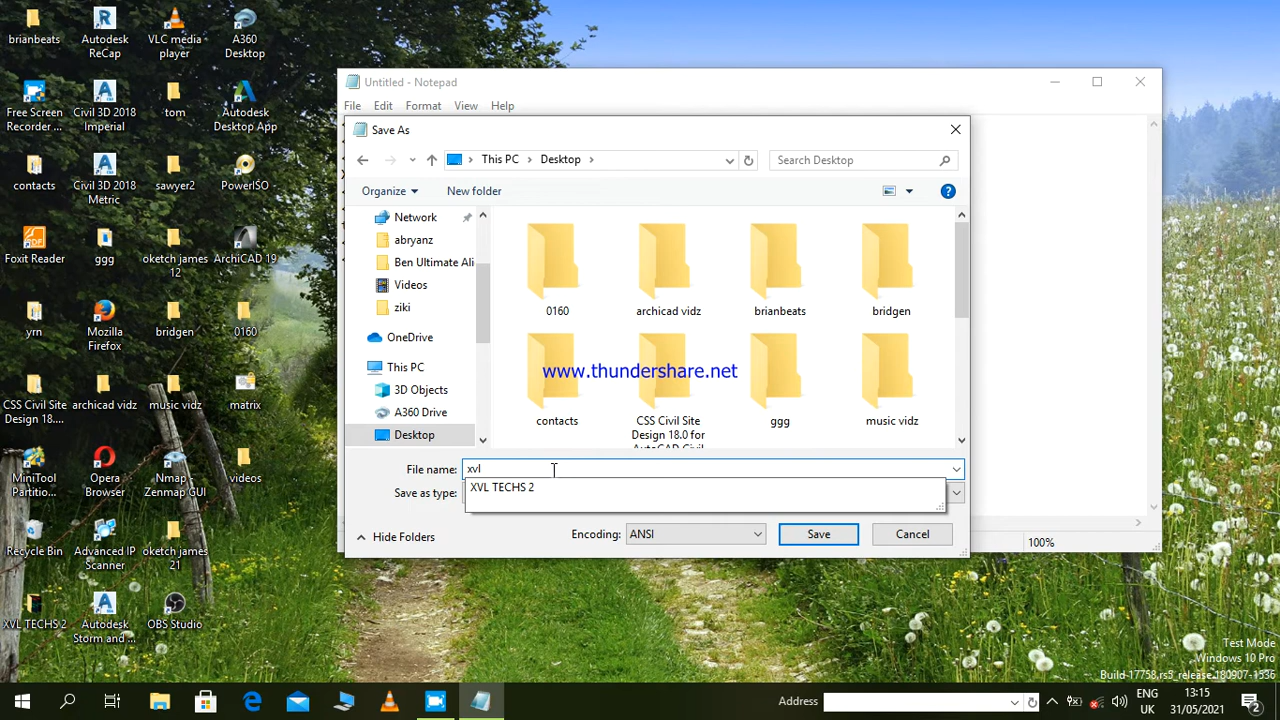 brianbeats
Autodesk
ReCap
VLC media
player
A360
Desktop
Free Screen
Recorder ...
Civil 3D 2018
Imperial
tom
Autodesk
Desktop App
contacts
Civil 3D 2018
Metric
sawyer2
PowerISO
Foxit Reader
ggg
oketch james
12
ArchiCAD 19
yrn
Mozilla
Firefox
bridgen
0160
CSS Civil Site
Design 18....
archicad vidz
music vidz
matrix
MiniTool
Partitio...
Opera
Browser
Nmap -
Zenmap GUI
videos
Recycle Bin
Advanced IP
Scanner
oketch james
21
XVL TECHS 2
Autodesk
Storm and ...
OBS Studio
Untitled - Notepad
File Edit Format View Help
Save As
This PC > Desktop >
Search Desktop
Organize
New folder
Network
abryanz
Ben Ultimate Ali
Videos
ziki
OneDrive
This PC
3D Objects
A360 Drive
Desktop
0160
archicad vidz
brianbeats
bridgen
www.thundershare.net
contacts
CSS Civil Site
Design 18.0 for
AutoCAD Civil
ggg
music vidz
File name: xvl
Save as type:
XVL TECHS 2
Hide Folders
Encoding: ANSI
Save
Cancel
100%
Test Mode
Windows 10 Pro
Build 17758.rs5_release.180907-1536
Address
ENG
UK
13:15
31/05/2021
2